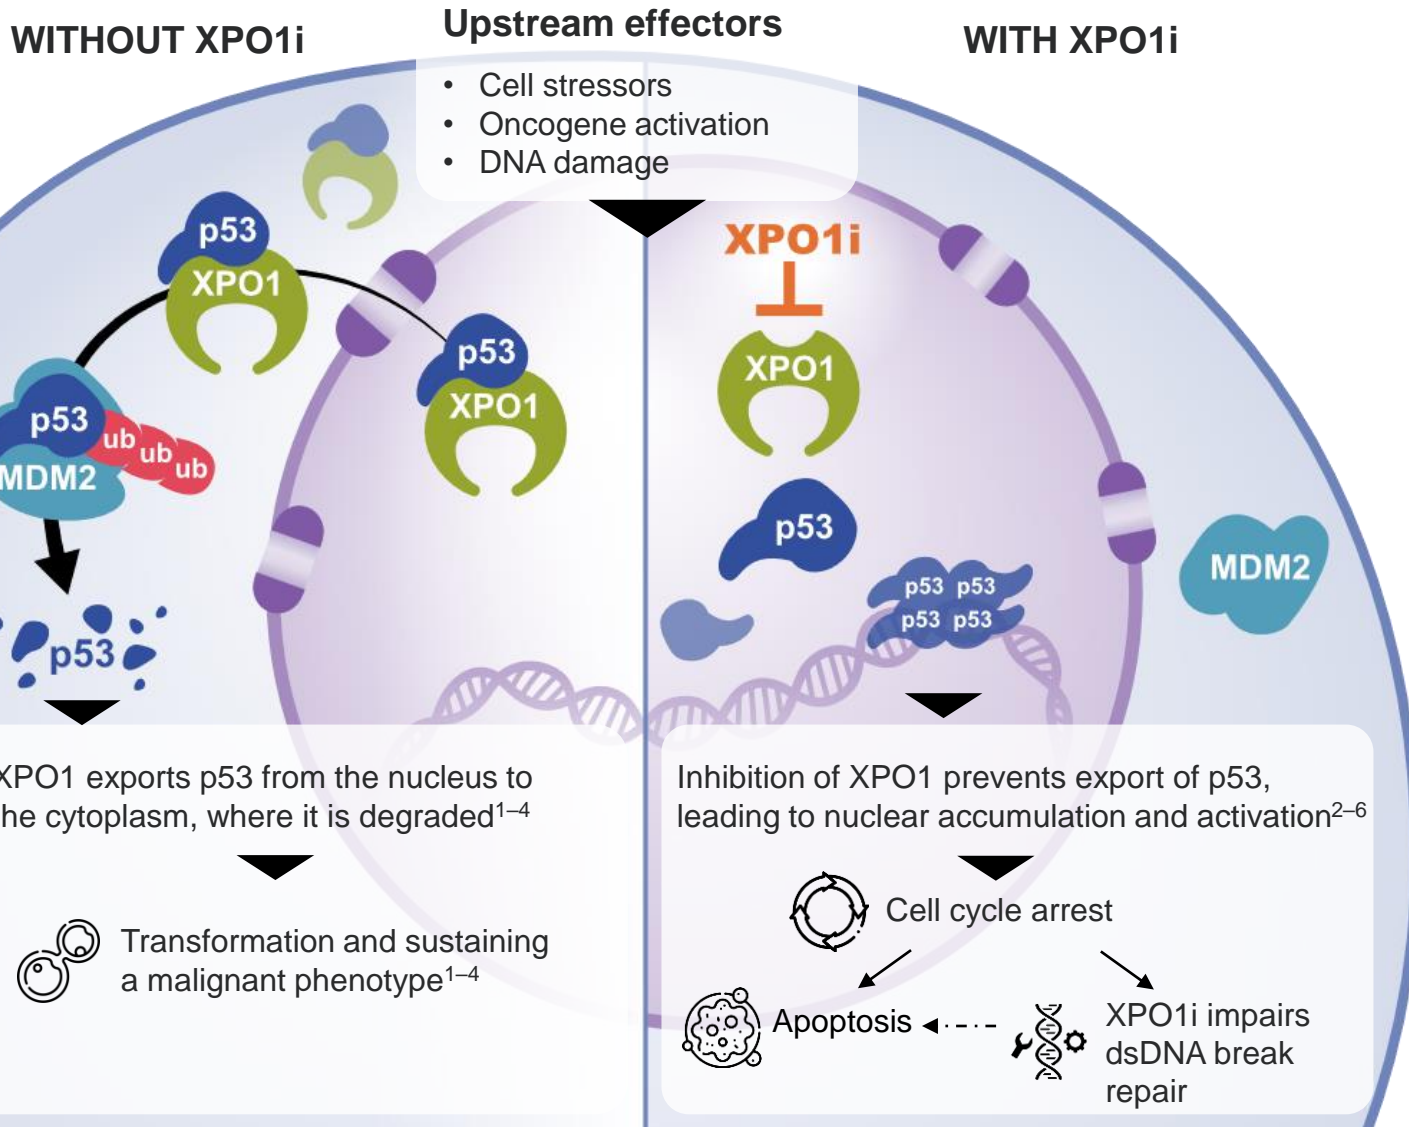 WITHOUT XPO1i
Upstream effectors
WITH XPO1i
• Cell stressors
• Oncogene activation
• DNA damage
p53
XPO1
p53
XPO1
p53
MDM2
ub
ub
ub
p53
XPO1i
XPO1
p53
p53 p53
p53 p53
MDM2
XPO1 exports p53 from the nucleus to
he cytoplasm, where it is degraded1–4
Transformation and sustaining
a malignant phenotype1–4
Inhibition of XPO1 prevents export of p53,
leading to nuclear accumulation and activation2–6
Cell cycle arrest
Apoptosis
XPO1i impairs
dsDNA break
repair